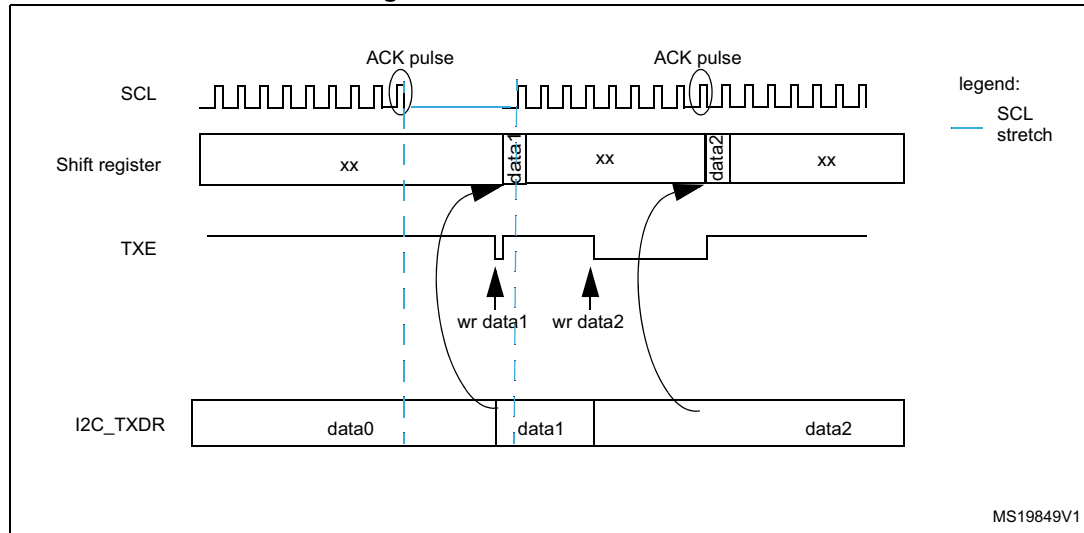 ACK pulse
ACK pulse
legend:
SCL
SCL
stretch
Shift register
xx
data1
xx
data2
xx
TXE
wr data1
wr data2
I2C_TXDR
data0
data1
data2
MS19849V1